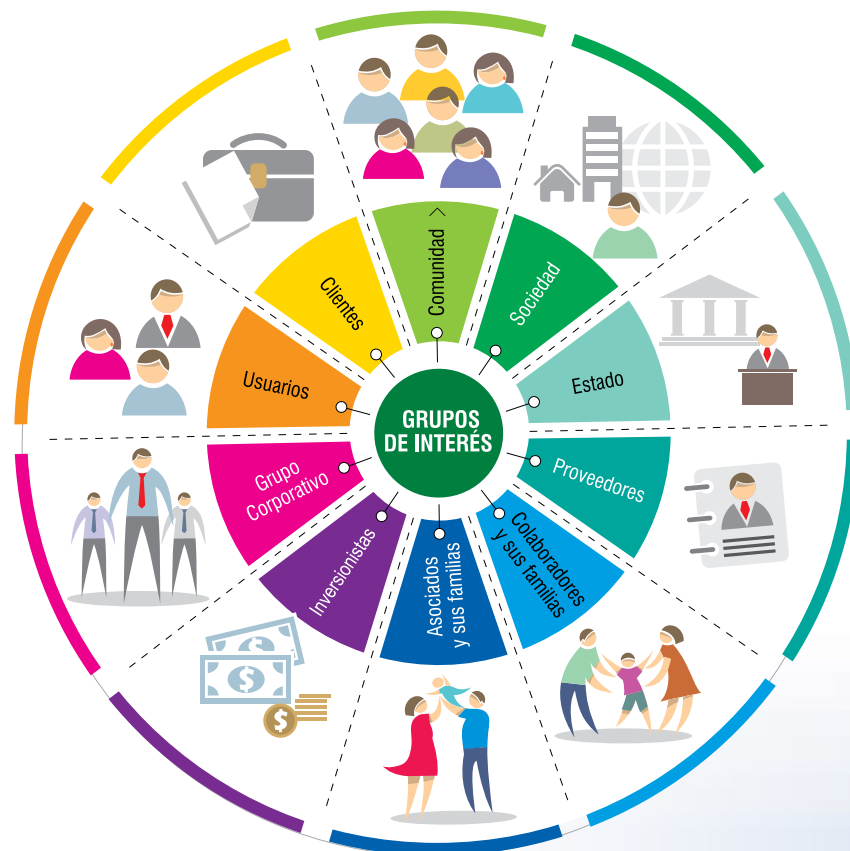 GRUPOS
DE INTERÉS
Comunidad
Sociedad
Estado
Proveedores
Colaboradores
y sus familias
Asociados
y sus familias
Inversionistas
Grupo
Corporativo
Usuarios
Clientes
$
$
$